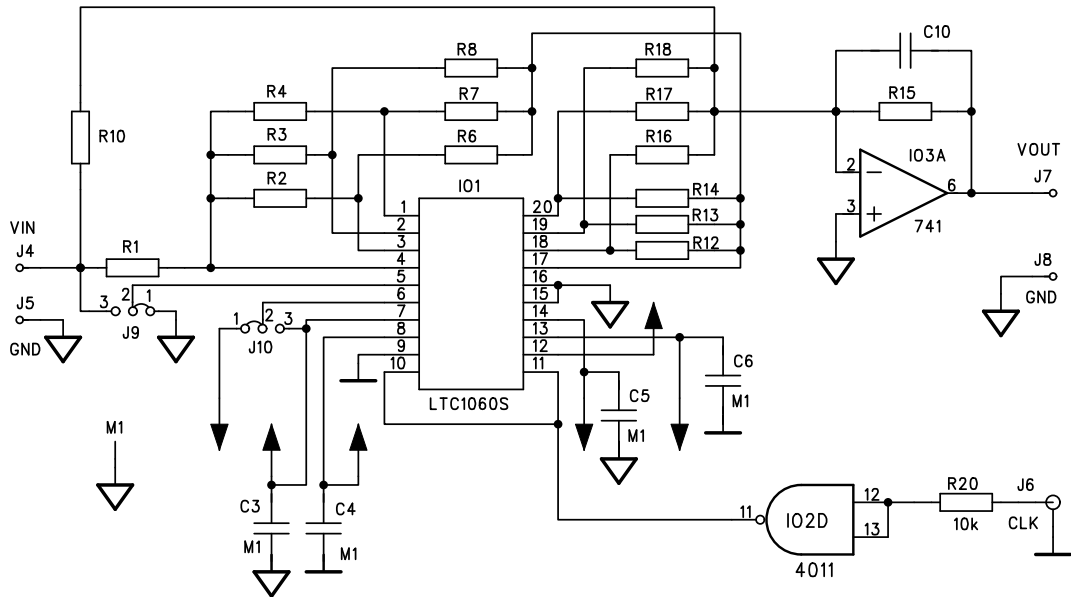 C10
R8
R18
R15
R4
R7
R17
R10
R3
R6
R16
R2
IO1
IO3A
2
3
6
741
VOUT
J7
J8
GND
VIN
J4
R1
J5
GND
3
2
1
J9
1
2
3
J10
1
2
3
4
5
6
7
8
9
10
20
19
18
17
16
15
14
13
12
11
R14
R13
R12
LTC1060S
C6
M1
C5
M1
M1
C3
M1
C4
M1
11
IO2D
12
13
4011
R20
10k
J6
CLK